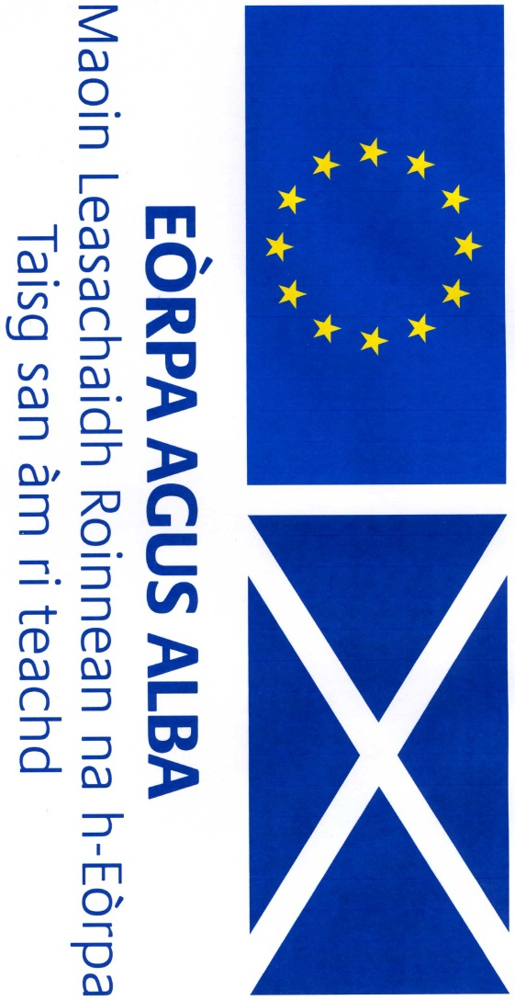 EÒRPA AGUS ALBA
Maoin Leasachaidh Roinnean na h-Eòrpa
Taisg san àm ri teachd